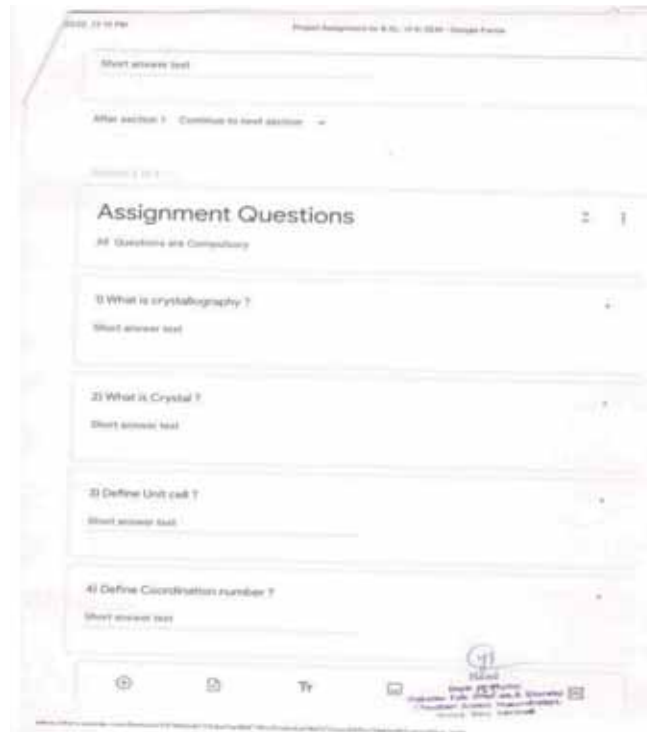 Short answer text
After section 1 Continue to next section
Assignment Questions
All Questions are Compulsory
1) What is crystallography ?
Short answer text
2) What is Crystal ?
Short answer text
3) Define Unit cell ?
Short answer text
4) Define Coordination number ?
Short answer text
Tт
Head